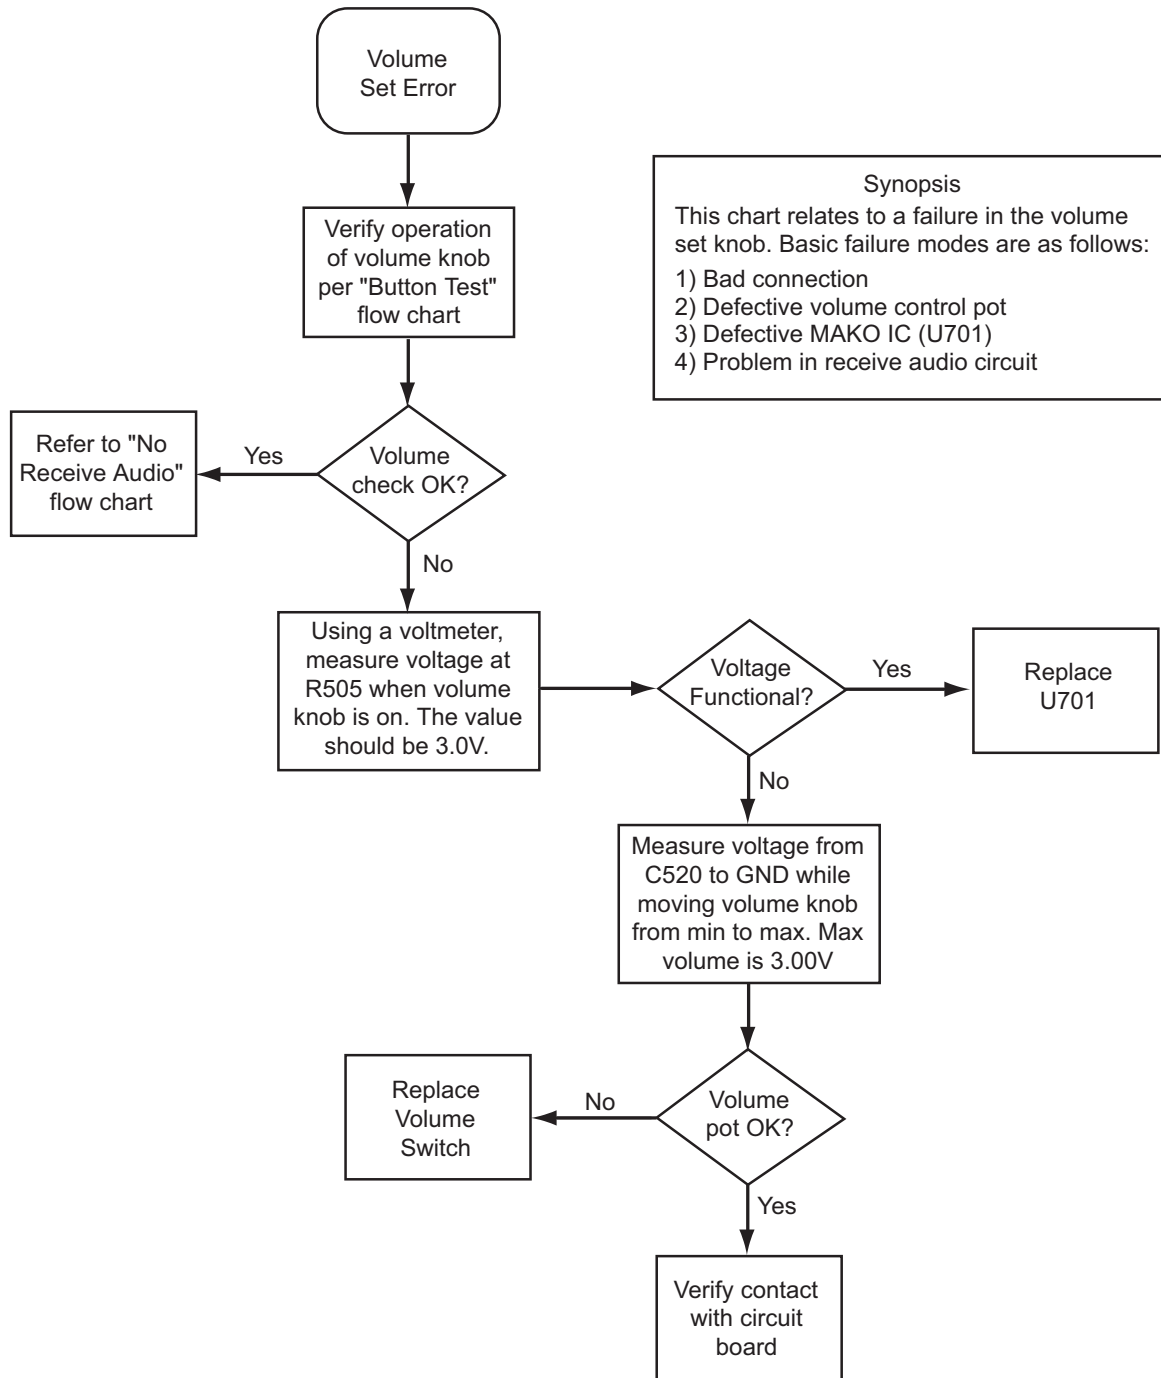 Volume
Set Error
Verify operation
of volume knob
per "Button Test"
flow chart
Synopsis
This chart relates to a failure in the volume
set knob. Basic failure modes are as follows:
1) Bad connection
2) Defective volume control pot
3) Defective MAKO IC (U701)
4) Problem in receive audio circuit
Refer to "No
Receive Audio"
flow chart
Yes
Volume
check OK?
No
Using a voltmeter,
measure voltage at
R505 when volume
knob is on. The value
should be 3.0V.
Voltage
Functional?
Yes
Replace
U701
No
Measure voltage from
C520 to GND while
moving volume knob
from min to max. Max
volume is 3.00V
Replace
Volume
Switch
No
Volume
pot OK?
Yes
Verify contact
with circuit
board